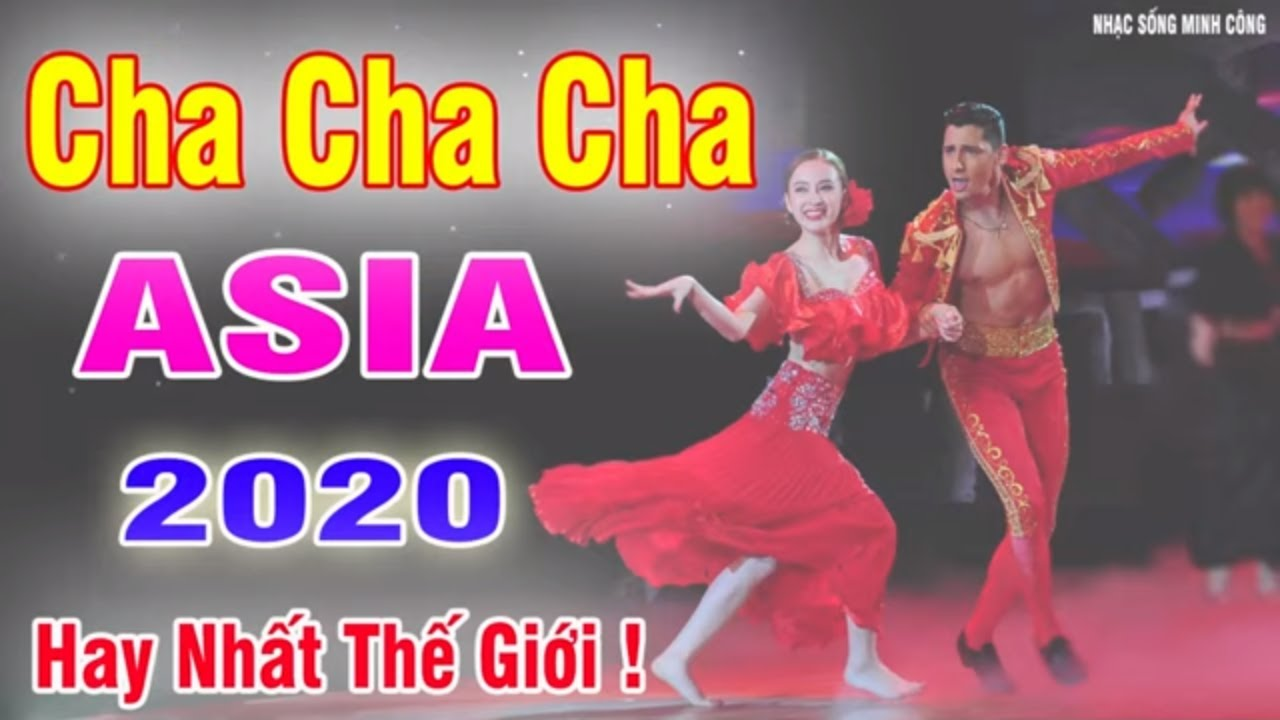 NHẠC SỐNG MINH CÔNG
Cha Cha Cha
ASIA
2020
Hay Nhất Thế Giới !